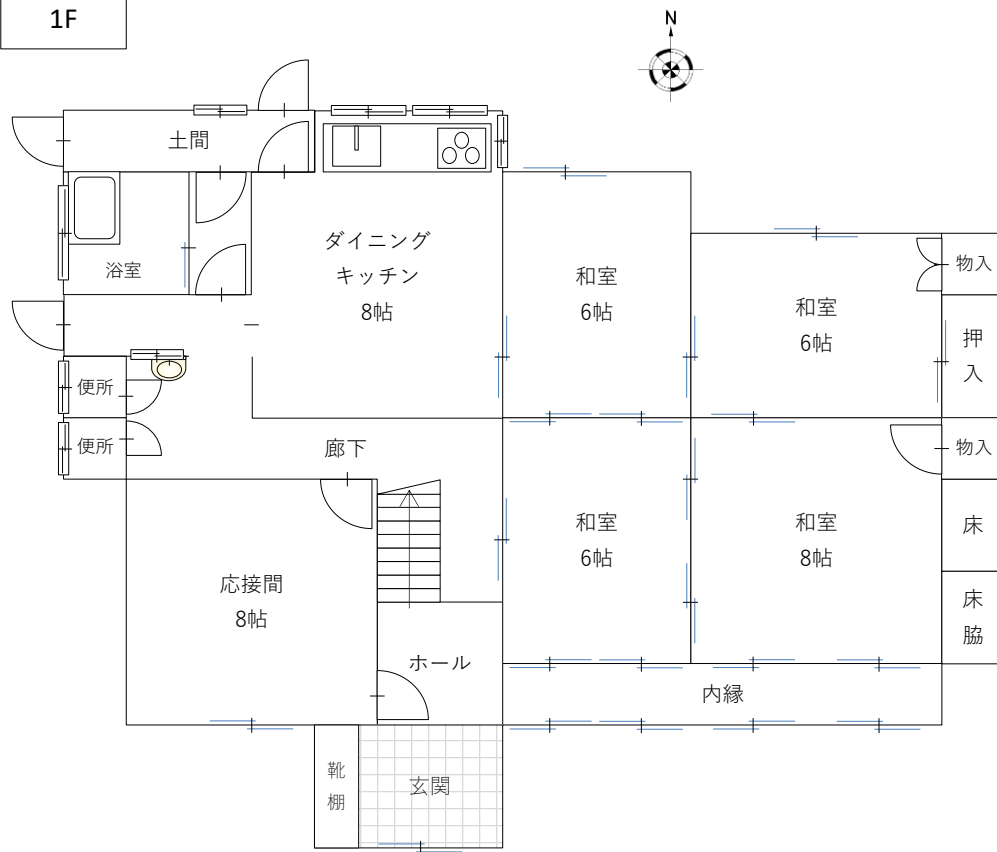 1F
N
土間
浴室
ダイニング
キッチン
8帖
和室
6帖
和室
6帖
物入
押
入
便所
便所
廊下
和室
6帖
和室
8帖
物入
床
床
脇
応接間
8帖
ホール
内縁
靴
棚
玄関